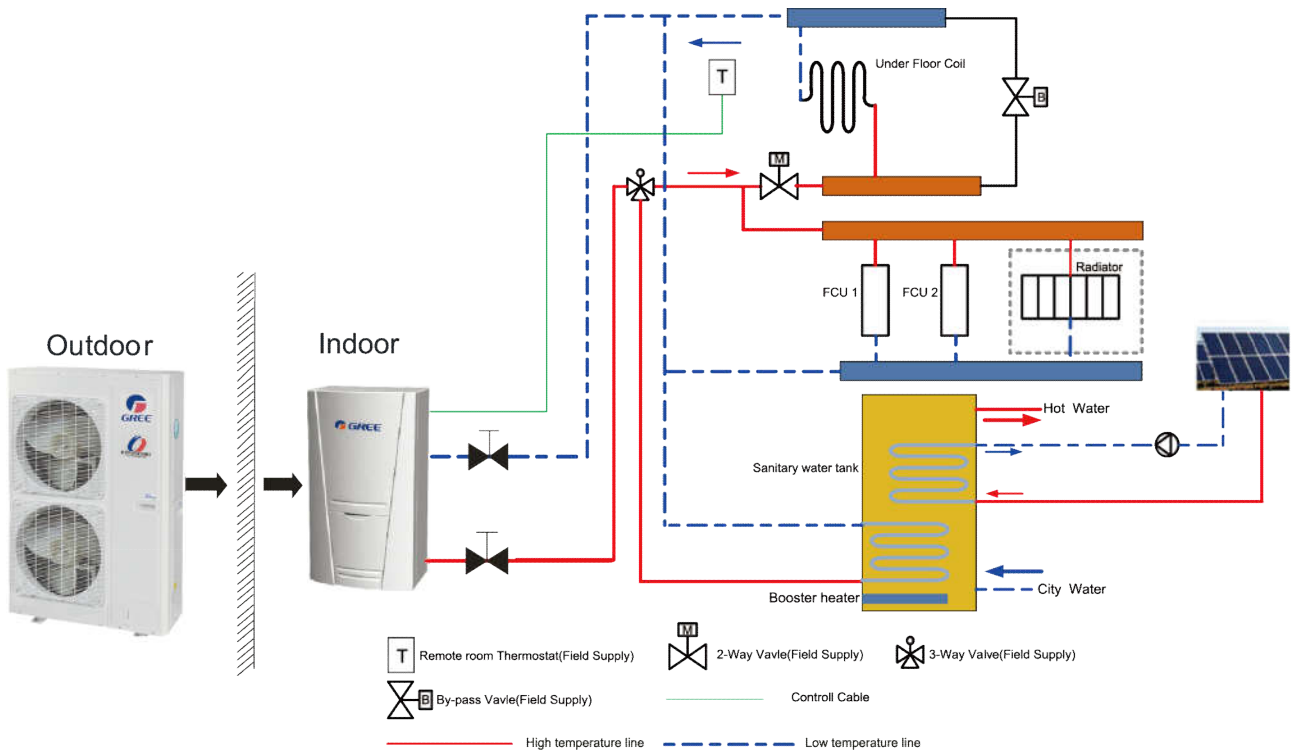 Under Floor Coil
T
B
M
Radiator
FCU 1
FCU 2
Outdoor
Indoor
GREE
GREE
Hot Water
Sanitary water tank
Booster heater
City Water
T
Remote room Thermostat(Field Supply)
M
2-Way Vavle(Field Supply)
3-Way Valve(Field Supply)
B
By-pass Vavle(Field Supply)
Controll Cable
High temperature line
Low temperature line